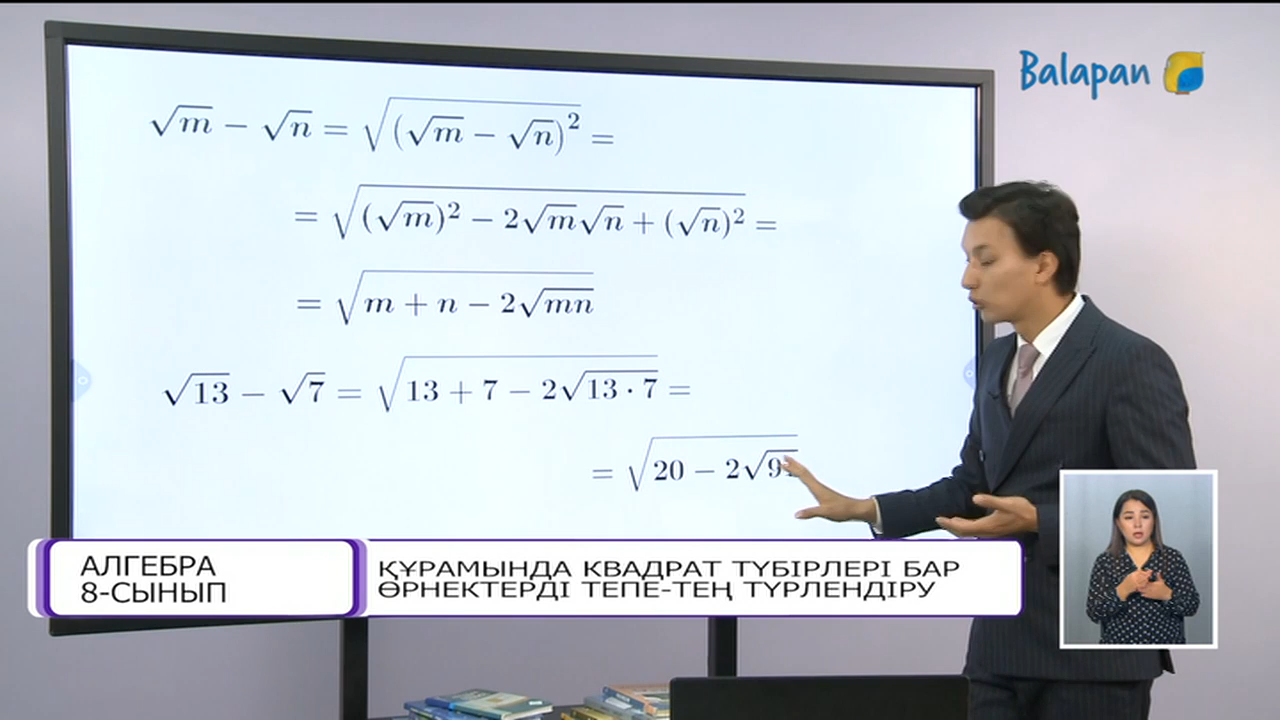 Balapan
√m − √n = √(√m − √n)² =
= √(√m)² − 2√m√n + (√n)² =
= √m + n − 2√mn
√13 − √7 = √13 + 7 − 2√13 · 7 =
= √20 − 2√9
АЛГЕБРА
8-СЫНЫП
ҚҰРАМЫНДА КВАДРАТ ТҮБІРЛЕРІ БАР
ӨРНЕКТЕРДІ ТЕПЕ-ТЕҢ ТҮРЛЕНДІРУ